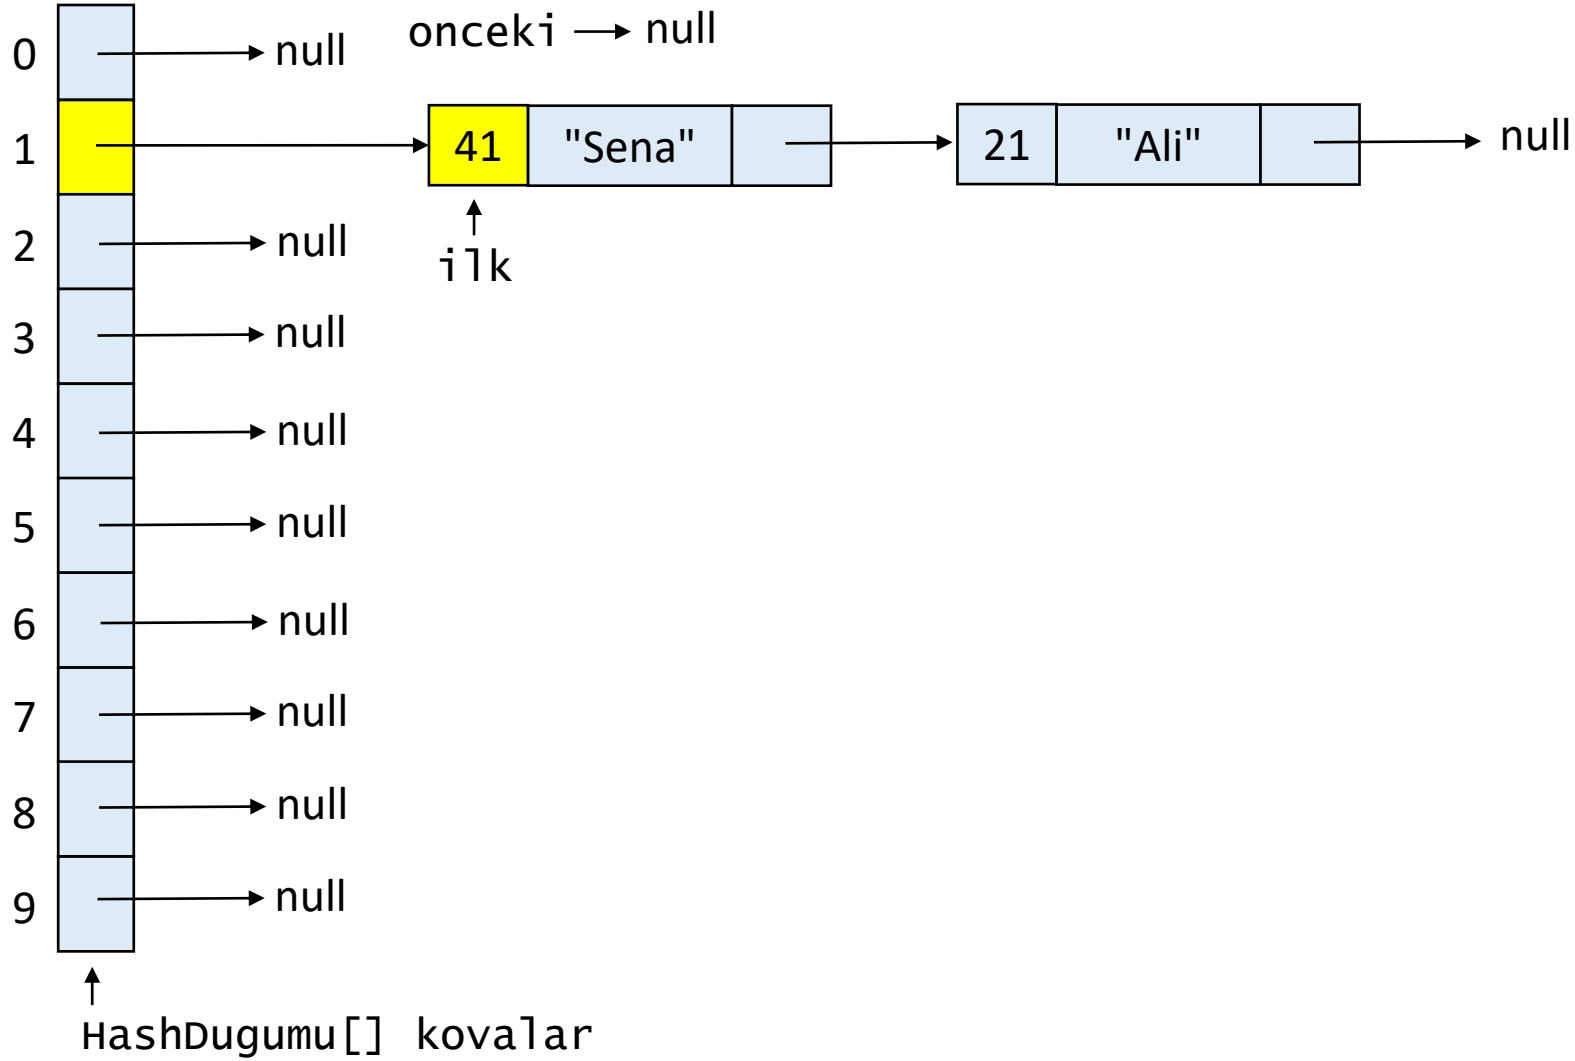 0 null onceki null
1 41 "Sena" 21 "Ali" null
ilk
2 null
3 null
4 null
5 null
6 null
7 null
8 null
9 null
HashDugumu[] kovalar